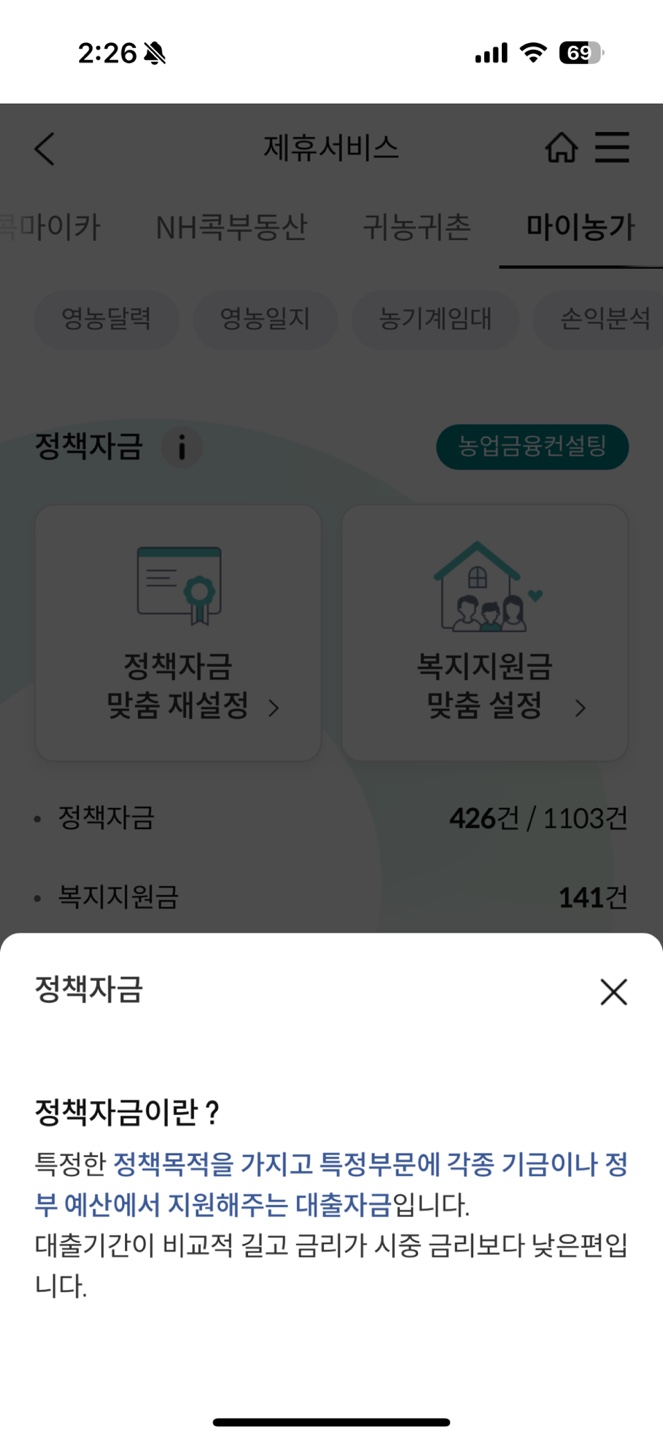 2:26
69
제휴서비스
콕마이카 NH콕부동산 귀농귀촌 마이농가
영농달력 영농일지 농기계임대 손익분석
정책자금 i 농업금융컨설팅
정책자금
맞춤 재설정 >
복지지원금
맞춤 설정 >
• 정책자금 426건 / 1103건
• 복지지원금 141건
정책자금
정책자금이란 ?
특정한 정책목적을 가지고 특정부문에 각종 기금이나 정
부 예산에서 지원해주는 대출자금입니다.
대출기간이 비교적 길고 금리가 시중 금리보다 낮은편입
니다.